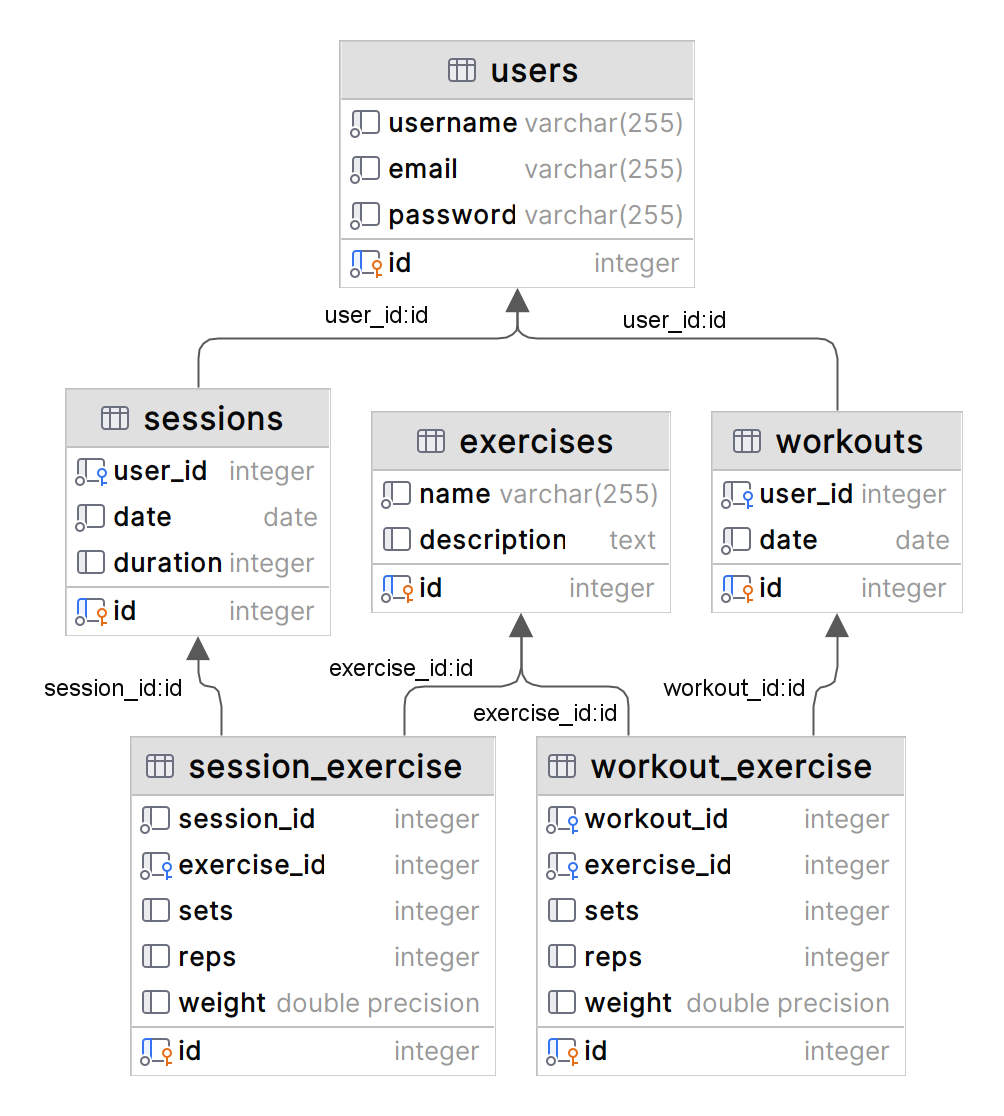 users
username varchar(255)
email varchar(255)
password varchar(255)
id integer
user_id:id
user_id:id
sessions
user_id integer
date date
duration integer
id integer
exercises
name varchar(255)
description text
id integer
workouts
user_id integer
date date
id integer
session_id:id
exercise_id:id
exercise_id:id
workout_id:id
session_exercise
session_id integer
exercise_id integer
sets integer
reps integer
weight double precision
id integer
workout_exercise
workout_id integer
exercise_id integer
sets integer
reps integer
weight double precision
id integer